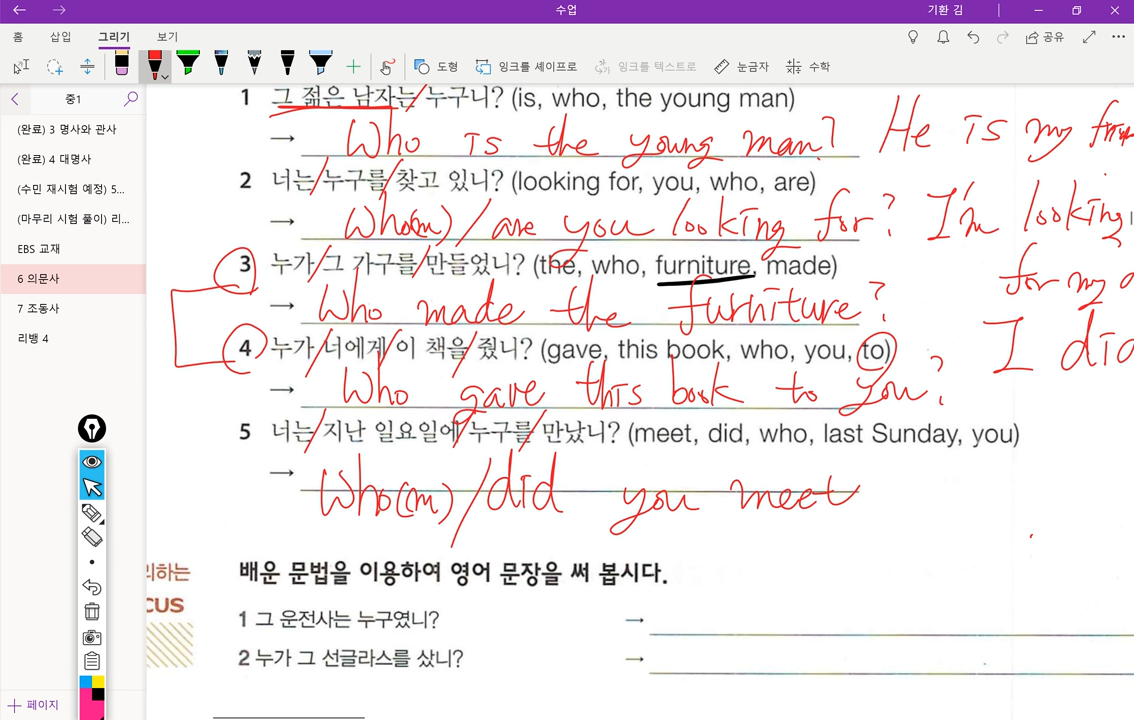 수업
기환 김
홈 삽입 그리기 보기
도형 잉크를 셰이프로 잉크를 텍스트로 눈금자 수학 공유
중1
(완료) 3 명사와 관사
(완료) 4 대명사
(수민 재시험 예정) 5...
(마무리 시험 풀이) 리...
EBS 교재
6 의문사
7 조동사
리뱅 4
페이지
1 그 젊은 남자는/누구니? (is, who, the young man)
→ Who is the young man? He is my
2 너는/누구를/찾고 있니? (looking for, you, who, are)
→ Who(m) / are you looking for? I'm looking
for my
3 누가/그 가구를/만들었니? (the, who, furniture, made)
→ Who made the furniture?
4 누가/너에게/이 책을/줬니? (gave, this book, who, you, to)
I did
→ Who gave this book to you?
5 너는/지난 일요일에/누구를/만났니? (meet, did, who, last Sunday, you)
→ Who(m) / did you meet
리하는
CUS
배운 문법을 이용하여 영어 문장을 써 봅시다.
1 그 운전사는 누구였니? →
2 누가 그 선글라스를 샀니? →